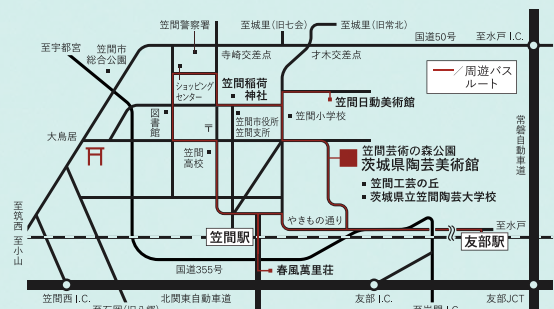 笠間警察署
至城里(旧七会)
至城里(旧常北)
至宇都宮
笠間市
総合公園
寺崎交差点
才木交差点
国道50号
至水戸 I.C.
ショッピング
センター
笠間稲荷
神社
／周遊バス
ルート
笠間日動美術館
図書館
笠間市役所
笠間支所
笠間小学校
大鳥居
〒
笠間
高校
笠間芸術の森公園
茨城県陶芸美術館
笠間工芸の丘
茨城県立笠間陶芸大学校
常磐自動車道
至筑西
至小山
やきもの通り
至水戸
笠間駅
友部駅
国道355号
春風萬里荘
笠間西 I.C.
北関東自動車道
友部 I.C.
友部JCT